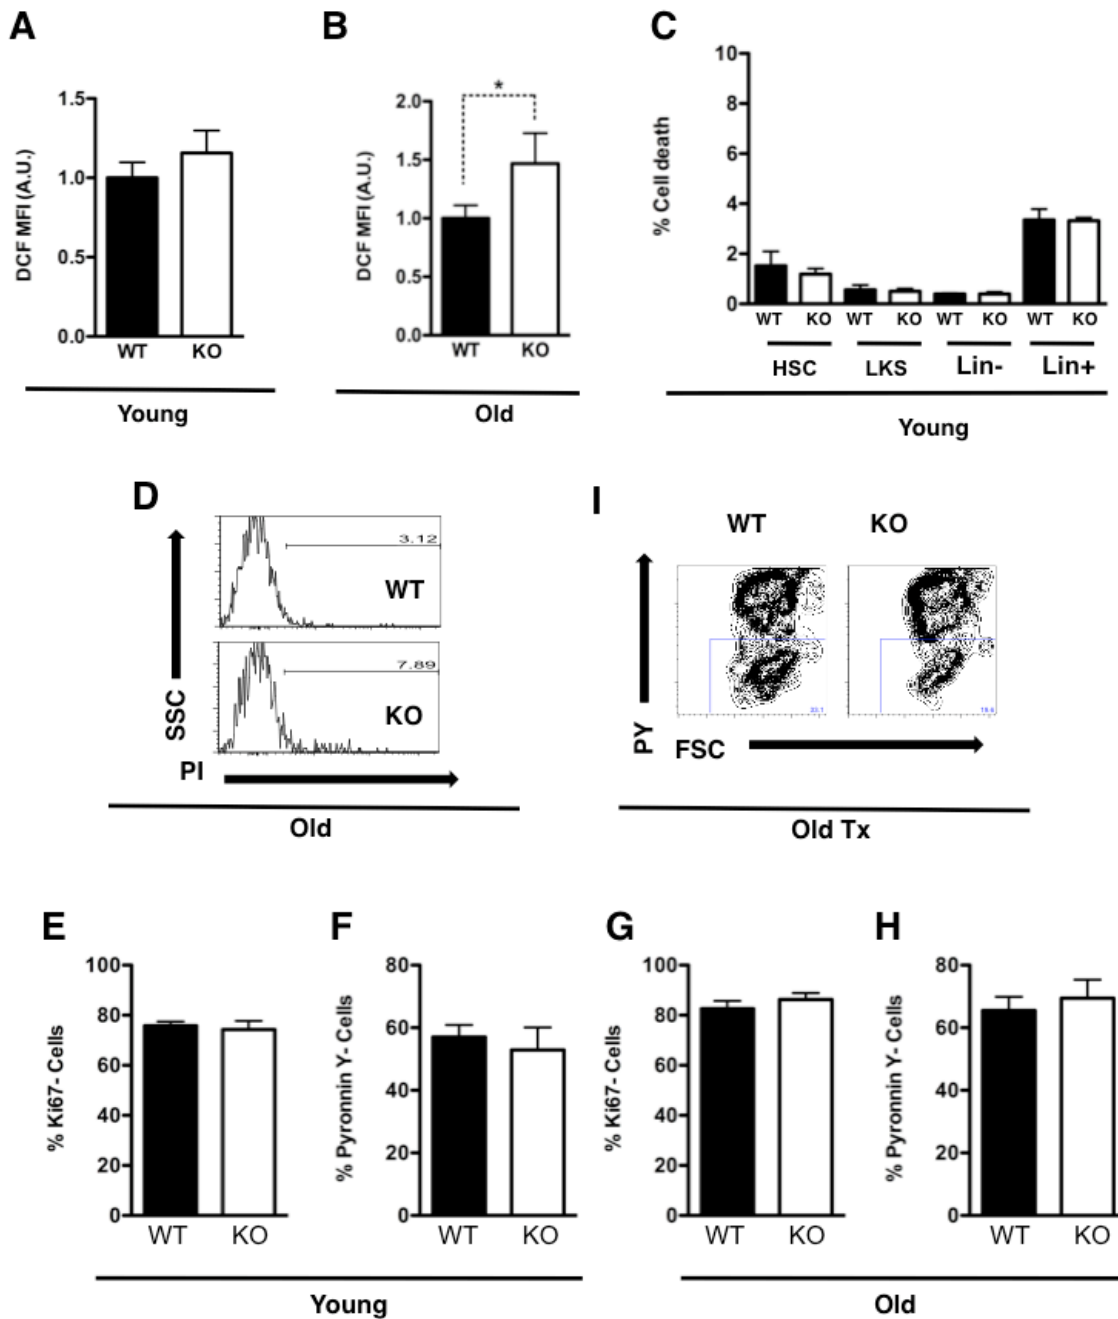 A
DCF MFI (A.U.)
1.5
1.0
0.5
0.0
WT KO
Young
B
DCF MFI (A.U.)
2.0
1.5
1.0
0.5
0.0
*
WT KO
Old
C
% Cell death
10
8
6
4
2
0
WT KO WT KO WT KO WT KO
HSC LKS Lin- Lin+
Young
D
SSC
3.12
WT
7.89
KO
PI
Old
I
WT KO
PY
FSC
Old Tx
E
% Ki67- Cells
100
80
60
40
20
0
WT KO
F
% Pyronnin Y- Cells
80
60
40
20
0
WT KO
Young
G
% Ki67- Cells
100
80
60
40
20
0
WT KO
H
% Pyronnin Y- Cells
80
60
40
20
0
WT KO
Old